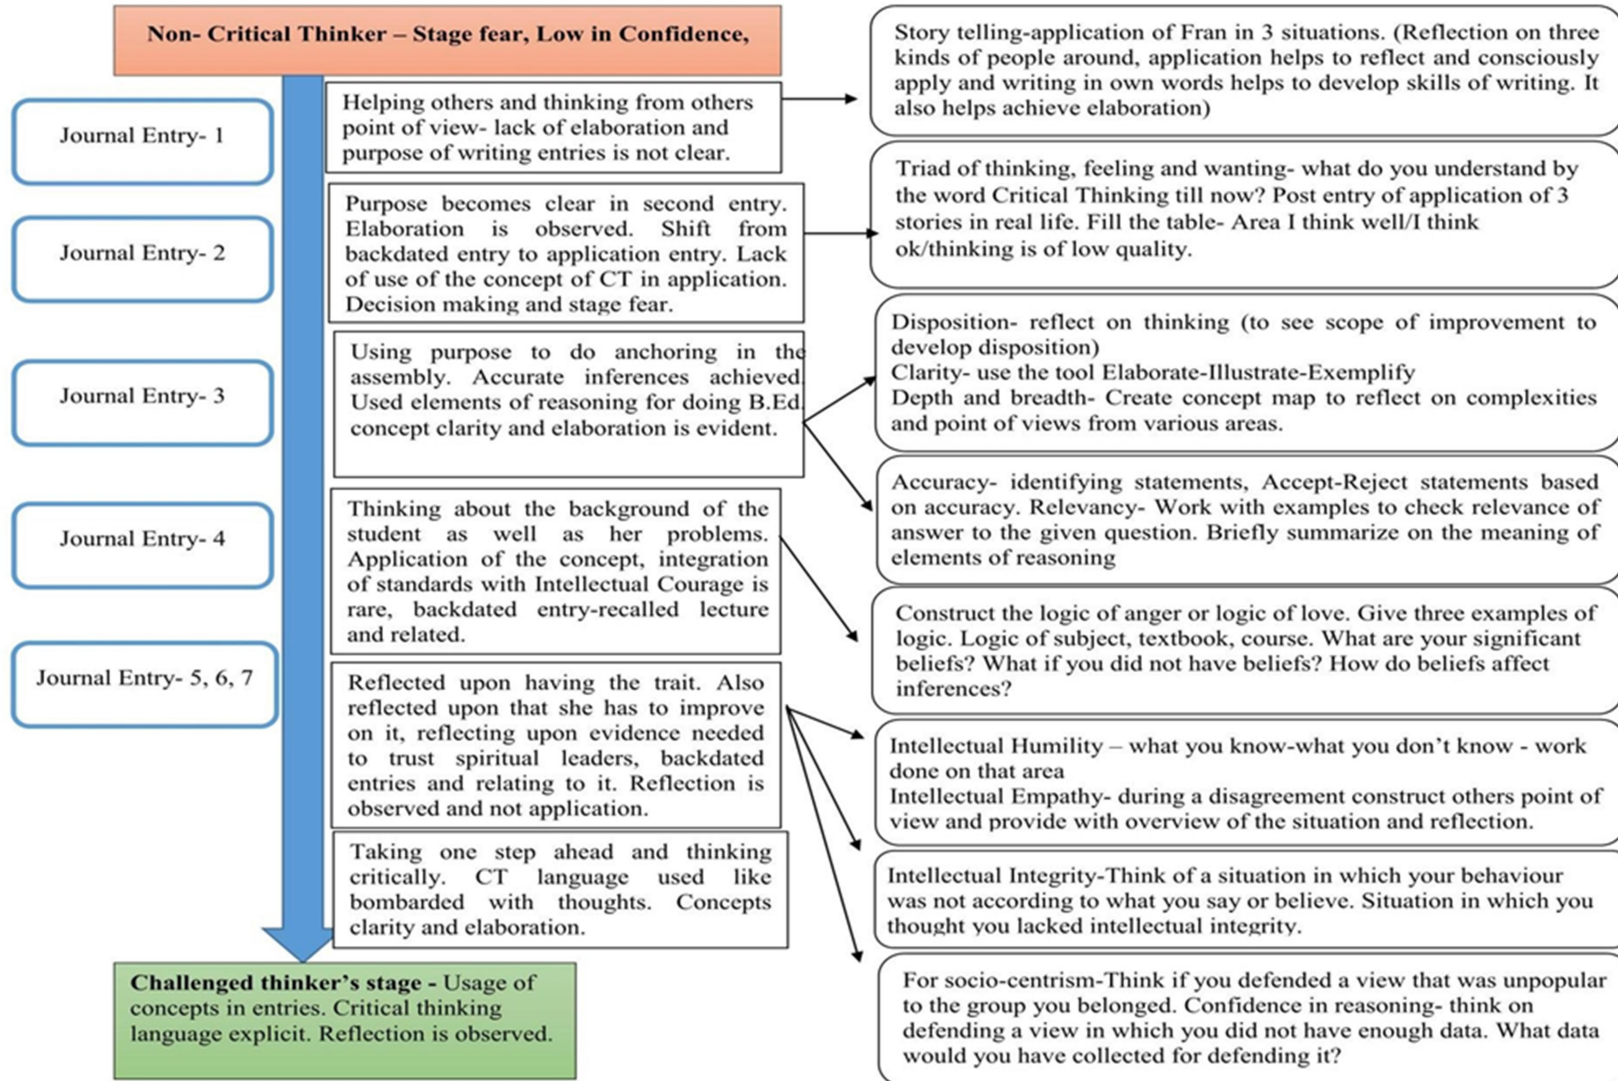 Non- Critical Thinker – Stage fear, Low in Confidence,
Journal Entry- 1
Helping others and thinking from others
point of view- lack of elaboration and
purpose of writing entries is not clear.
Story telling-application of Fran in 3 situations. (Reflection on three
kinds of people around, application helps to reflect and consciously
apply and writing in own words helps to develop skills of writing. It
also helps achieve elaboration)
Journal Entry- 2
Purpose becomes clear in second entry.
Elaboration is observed. Shift from
backdated entry to application entry. Lack
of use of the concept of CT in application.
Decision making and stage fear.
Triad of thinking, feeling and wanting- what do you understand by
the word Critical Thinking till now? Post entry of application of 3
stories in real life. Fill the table- Area I think well/I think
ok/thinking is of low quality.
Journal Entry- 3
Using purpose to do anchoring in the
assembly. Accurate inferences achieved.
Used elements of reasoning for doing B.Ed.
concept clarity and elaboration is evident.
Disposition- reflect on thinking (to see scope of improvement to
develop disposition)
Clarity- use the tool Elaborate-Illustrate-Exemplify
Depth and breadth- Create concept map to reflect on complexities
and point of views from various areas.
Accuracy- identifying statements, Accept-Reject statements based
on accuracy. Relevancy- Work with examples to check relevance of
answer to the given question. Briefly summarize on the meaning of
elements of reasoning
Journal Entry- 4
Thinking about the background of the
student as well as her problems.
Application of the concept, integration
of standards with Intellectual Courage is
rare, backdated entry-recalled lecture
and related.
Construct the logic of anger or logic of love. Give three examples of
logic. Logic of subject, textbook, course. What are your significant
beliefs? What if you did not have beliefs? How do beliefs affect
inferences?
Journal Entry- 5, 6, 7
Reflected upon having the trait. Also
reflected upon that she has to improve
on it, reflecting upon evidence needed
to trust spiritual leaders, backdated
entries and relating to it. Reflection is
observed and not application.
Intellectual Humility – what you know-what you don’t know - work
done on that area
Intellectual Empathy- during a disagreement construct others point of
view and provide with overview of the situation and reflection.
Intellectual Integrity-Think of a situation in which your behaviour
was not according to what you say or believe. Situation in which you
thought you lacked intellectual integrity.
For socio-centrism-Think if you defended a view that was unpopular
to the group you belonged. Confidence in reasoning- think on
defending a view in which you did not have enough data. What data
would you have collected for defending it?
Taking one step ahead and thinking
critically. CT language used like
bombarded with thoughts. Concepts
clarity and elaboration.
Challenged thinker’s stage - Usage of
concepts in entries. Critical thinking
language explicit. Reflection is observed.